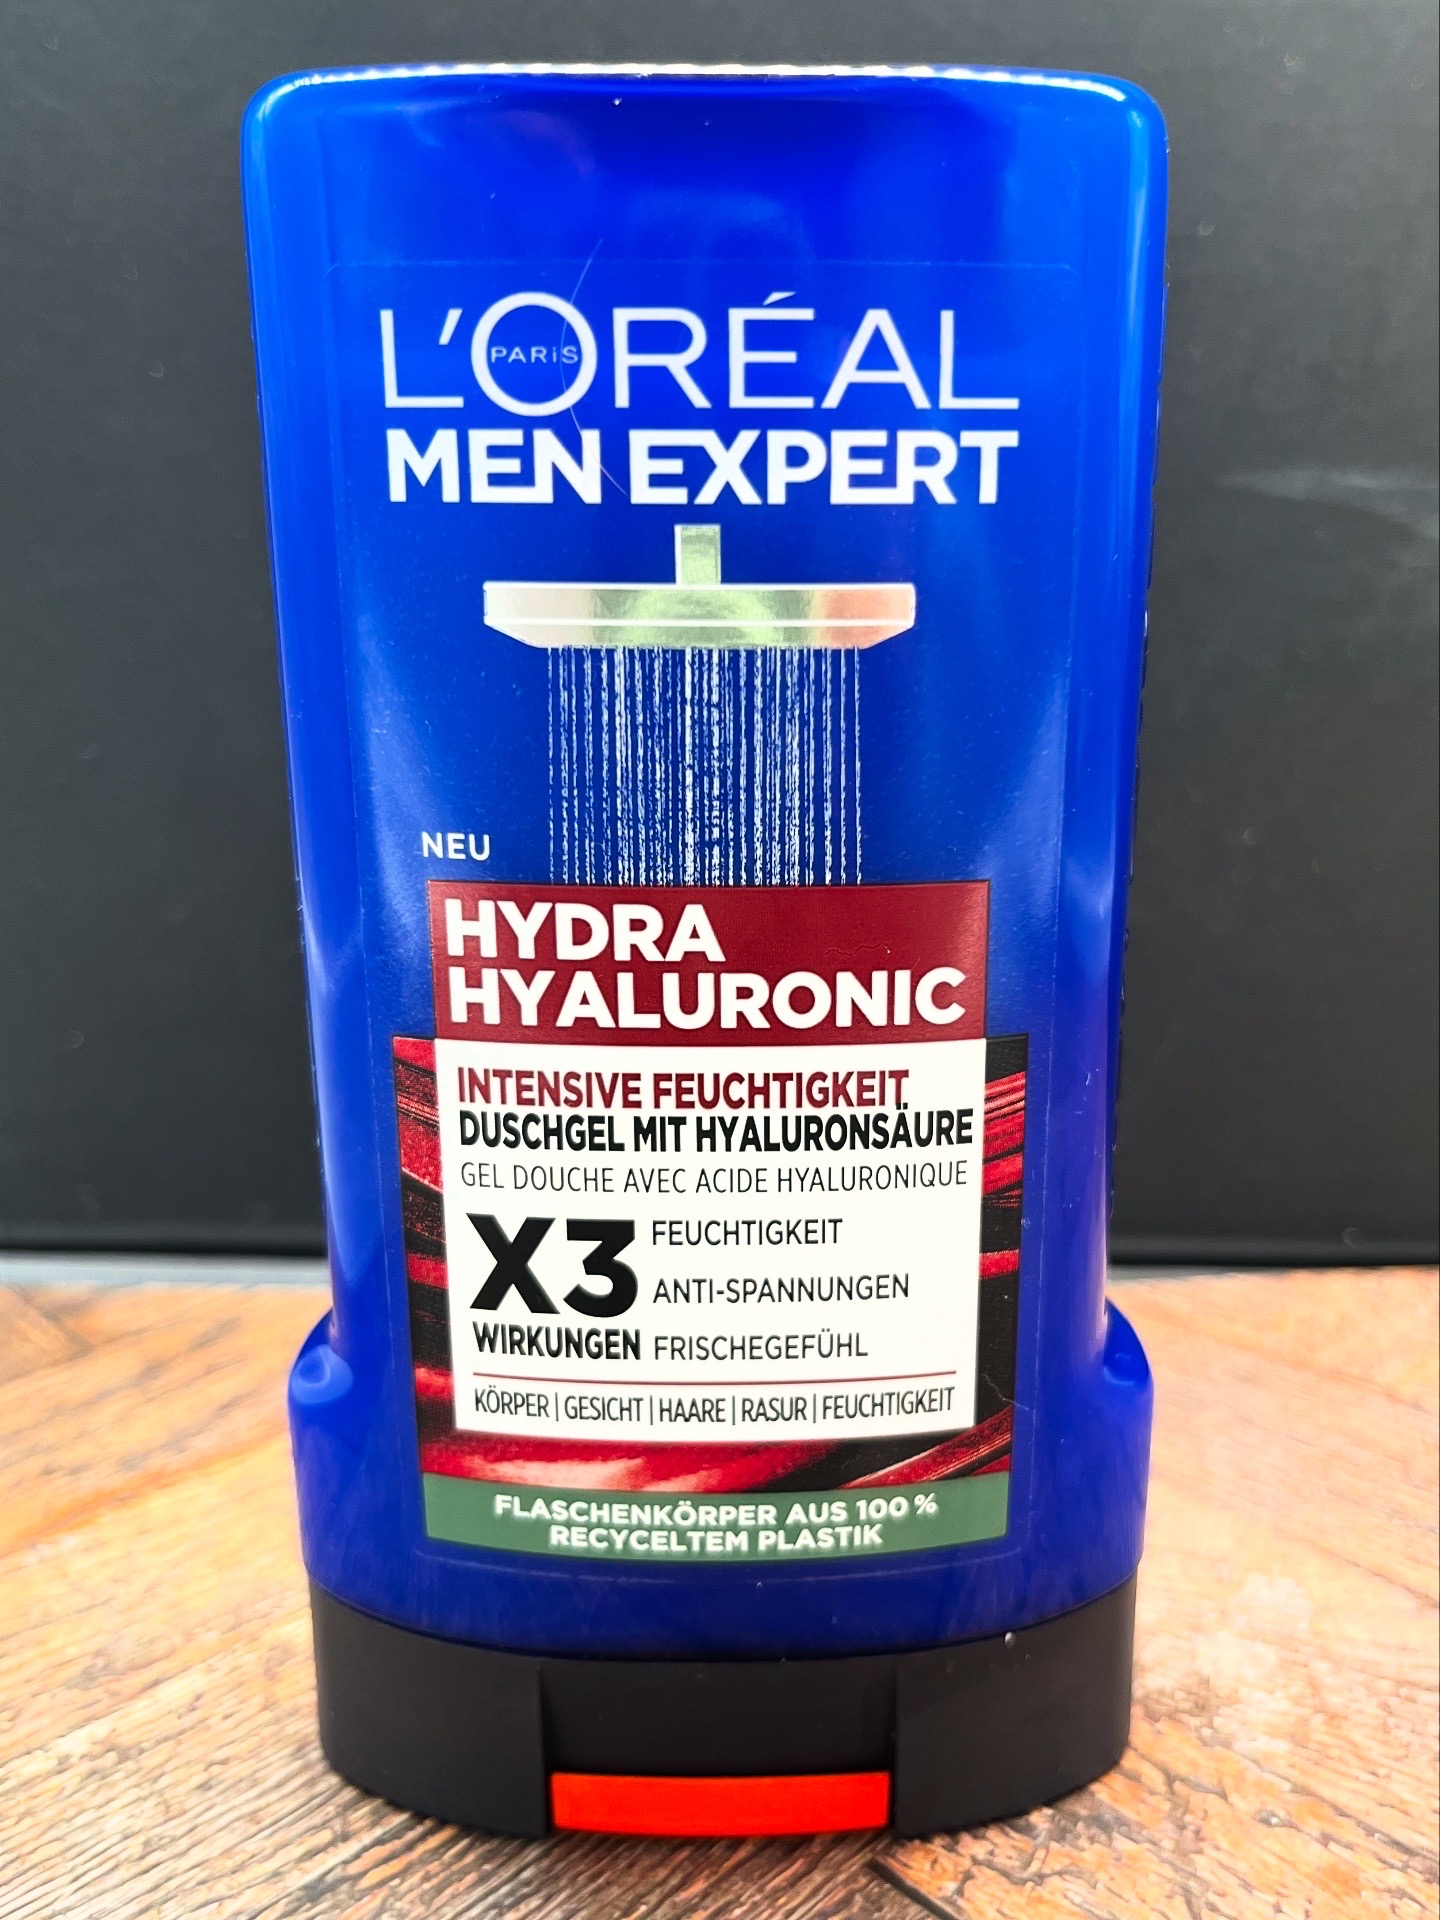 L'ORÉAL
PARIS
MEN EXPERT
NEU
HYDRA
HYALURONIC
INTENSIVE FEUCHTIGKEIT
DUSCHGEL MIT HYALURONSÄURE
GEL DOUCHE AVEC ACIDE HYALURONIQUE
X3
WIRKUNGEN
FEUCHTIGKEIT
ANTI-SPANNUNGEN
FRISCHEGEFÜHL
KÖRPER | GESICHT | HAARE | RASUR | FEUCHTIGKEIT
FLASCHENKÖRPER AUS 100 %
RECYCELTEM PLASTIK